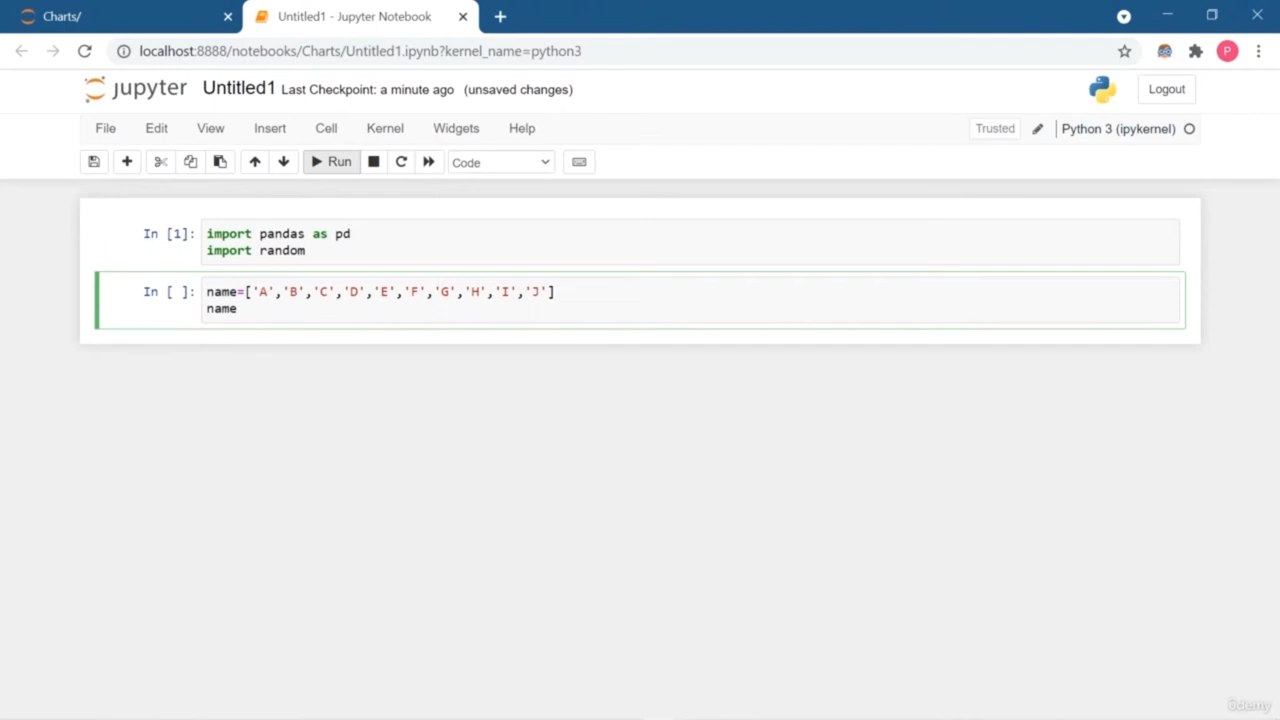 Charts/
Untitled1 - Jupyter Notebook
localhost:8888/notebooks/Charts/Untitled1.ipynb?kernel_name=python3
P
jupyter Untitled1 Last Checkpoint: a minute ago (unsaved changes)
Logout
File Edit View Insert Cell Kernel Widgets Help
Trusted Python 3 (ipykernel)
Run Code
In [1]: import pandas as pd
import random
In [ ]: name=['A','B','C','D','E','F','G','H','I','J']
name
ûdemy